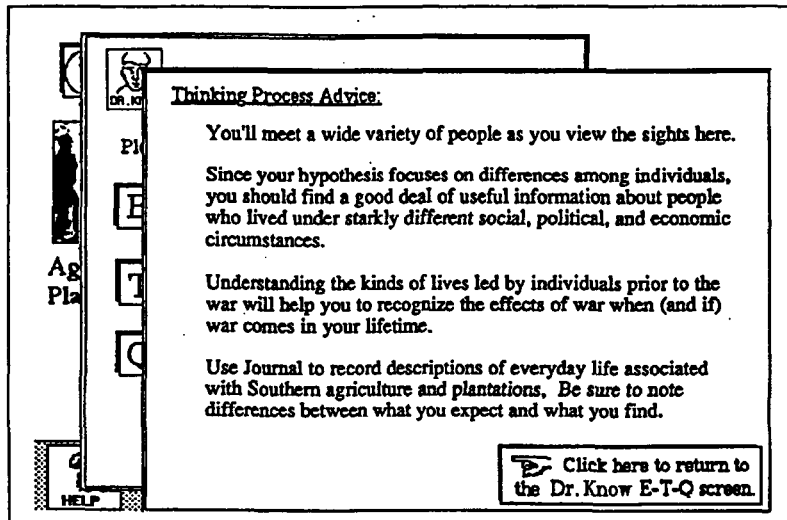 DR. KN
Thinking Process Advice:
You'll meet a wide variety of people as you view the sights here.
Since your hypothesis focuses on differences among individuals,
you should find a good deal of useful information about people
who lived under starkly different social, political, and economic
circumstances.
Understanding the kinds of lives led by individuals prior to the
war will help you to recognize the effects of war when (and if)
war comes in your lifetime.
Use Journal to record descriptions of everyday life associated
with Southern agriculture and plantations, Be sure to note
differences between what you expect and what you find.
Click here to return to
the Dr. Know E-T-Q screen.
Ple
E
T
Ag
Pla
HELP